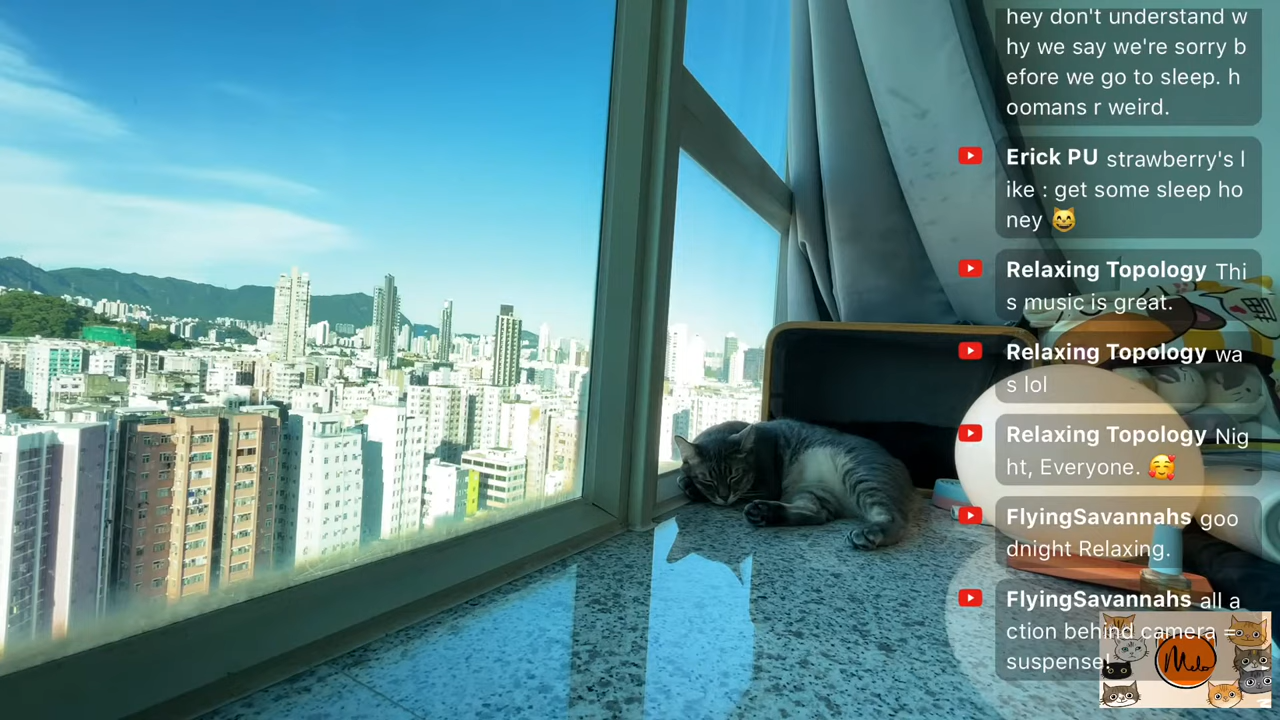 hey don't understand w
hy we say we're sorry b
efore we go to sleep. h
oomans r weird.
Erick PU strawberry's l
ike : get some sleep ho
ney 😺
Relaxing Topology Thi
s music is great.
Relaxing Topology wa
s lol
Relaxing Topology Nig
ht, Everyone. 🥰
FlyingSavannahs goo
dnight Relaxing.
FlyingSavannahs all a
ction behind camera =
suspense!
Melo